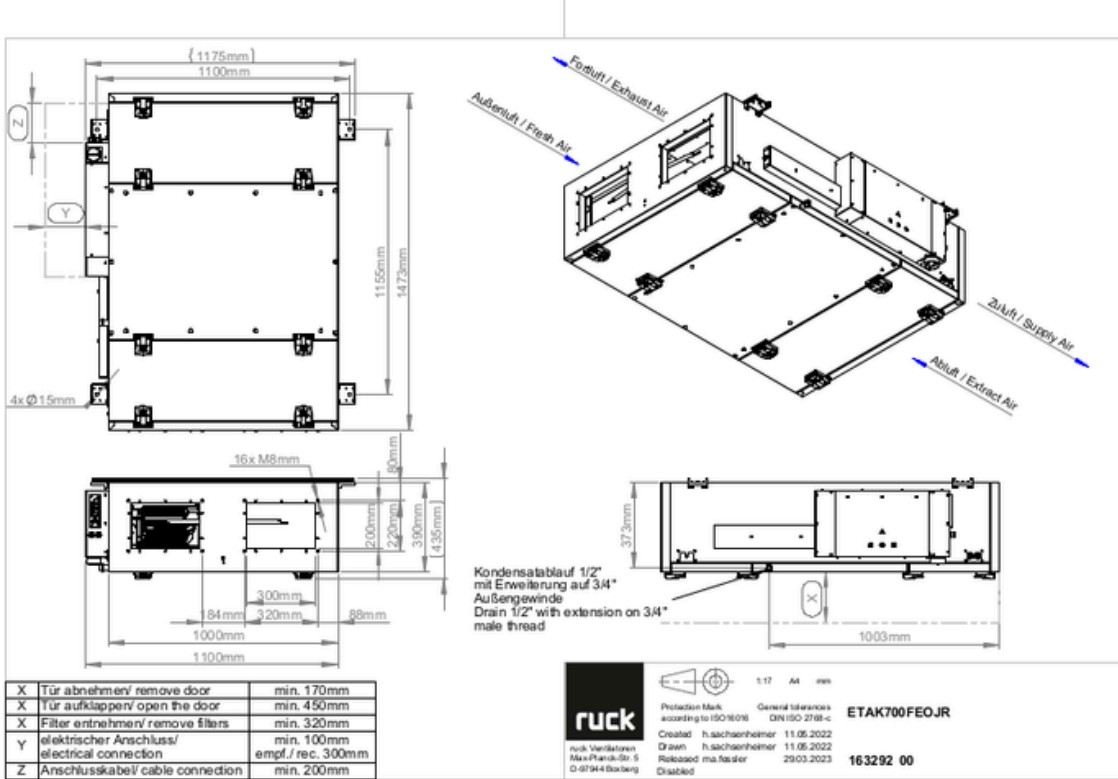 {1175mm}
1100mm
Z
Y
1155mm
1473mm
4xØ15mm
Fortluft / Exhaust Air
Außenluft / Fresh Air
Zuluft / Supply Air
Abluft / Extract Air
16x M8mm
80mm
200mm
220mm
390mm
{435mm}
300mm
184mm
320mm
88mm
1000mm
1100mm
373mm
X
1003mm
Kondensatablauf 1/2"
mit Erweiterung auf 3/4"
Außengewinde
Drain 1/2" with extension on 3/4"
male thread
X Tür abnehmen/ remove door min. 170mm
X Tür aufklappen/ open the door min. 450mm
X Filter entnehmen/ remove filters min. 320mm
Y elektrischer Anschluss/ electrical connection min. 100mm
empf./ rec. 300mm
Z Anschlusskabel/ cable connection min. 200mm
ruck
ruck Ventilatoren
Max-Planck-Str. 5
D-97944 Boxberg
1:17 A4 mm
Protection Mark General tolerances
according to ISO16016 DIN ISO 2768-c
ETAK700FEOJR
Created h.sachsenheimer 11.05.2022
Drawn h.sachsenheimer 11.05.2022
Released ma.fessler 29.03.2023
Disabled
163292 00